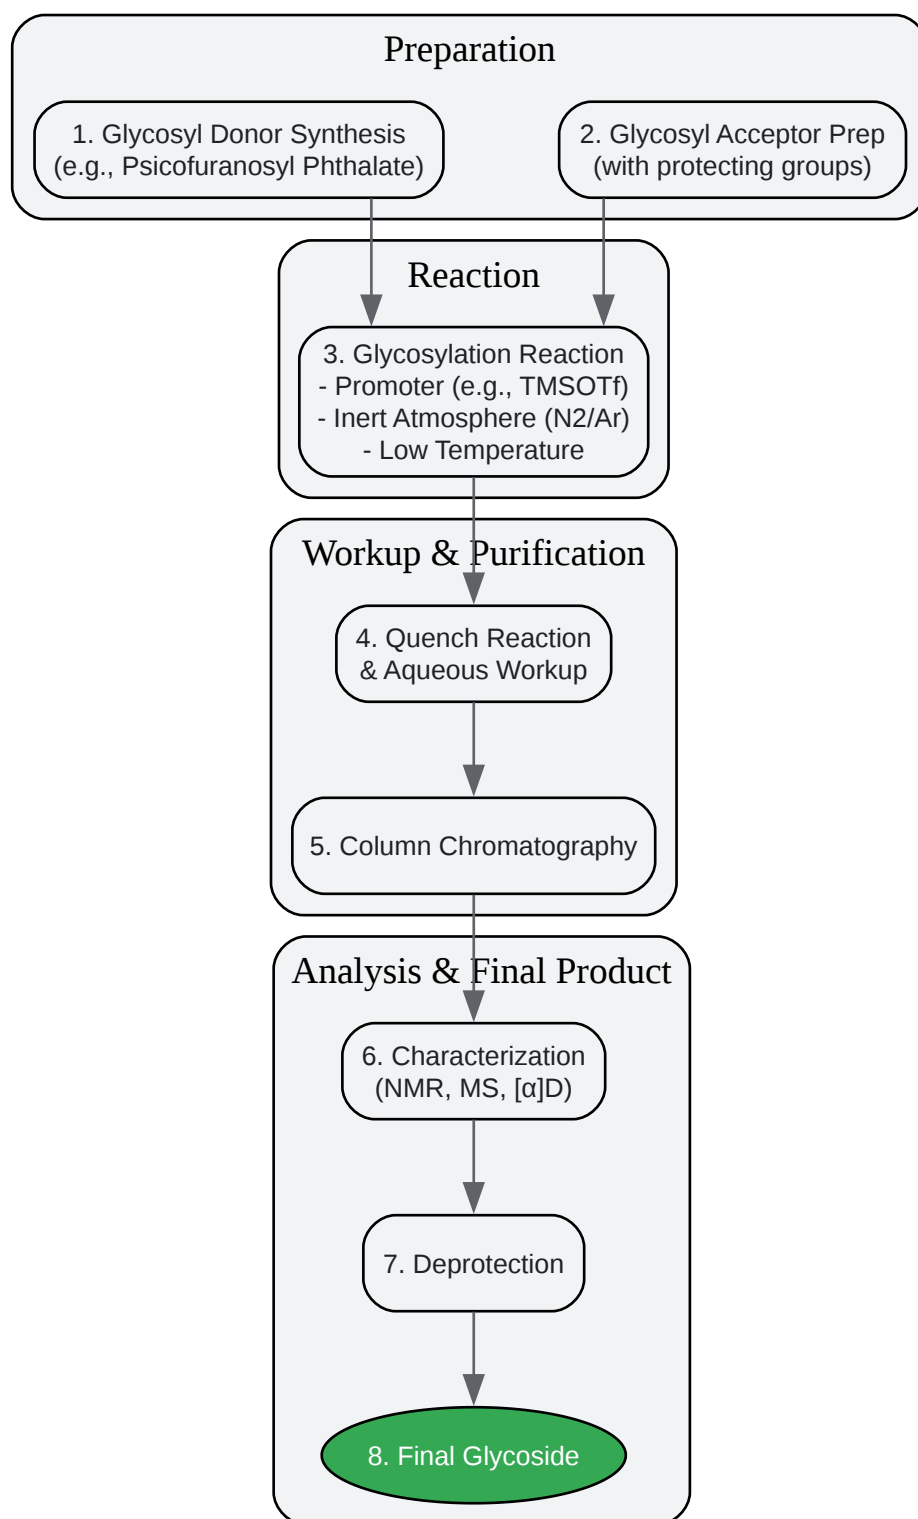 Preparation
1. Glycosyl Donor Synthesis
(e.g., Psicofuranosyl Phthalate)
2. Glycosyl Acceptor Prep
(with protecting groups)
Reaction
3. Glycosylation Reaction
- Promoter (e.g., TMSOTf)
- Inert Atmosphere (N2/Ar)
- Low Temperature
Workup & Purification
4. Quench Reaction
& Aqueous Workup
5. Column Chromatography
Analysis & Final Product
6. Characterization
(NMR, MS, [α]D)
7. Deprotection
8. Final Glycoside